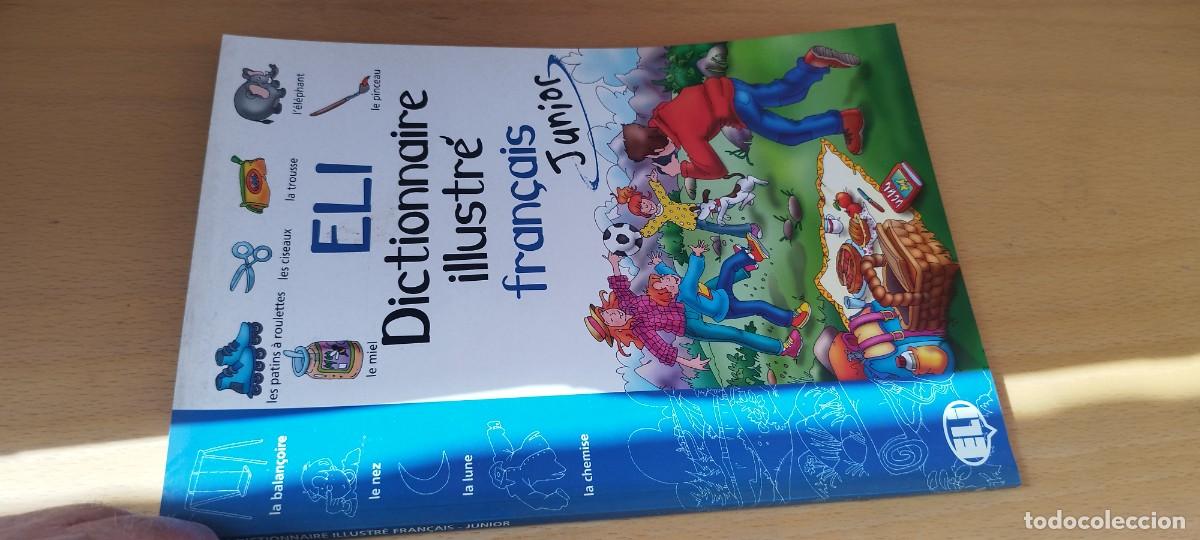 les patins à roulettes
les ciseaux
la trousse
l'éléphant
le miel
le pinceau
ELI
Dictionnaire
illustré
français
Junior
la balançoire
le nez
la lune
la chemise
ELI
DICTIONNAIRE ILLUSTRÉ FRANÇAIS - JUNIOR
todocoleccion